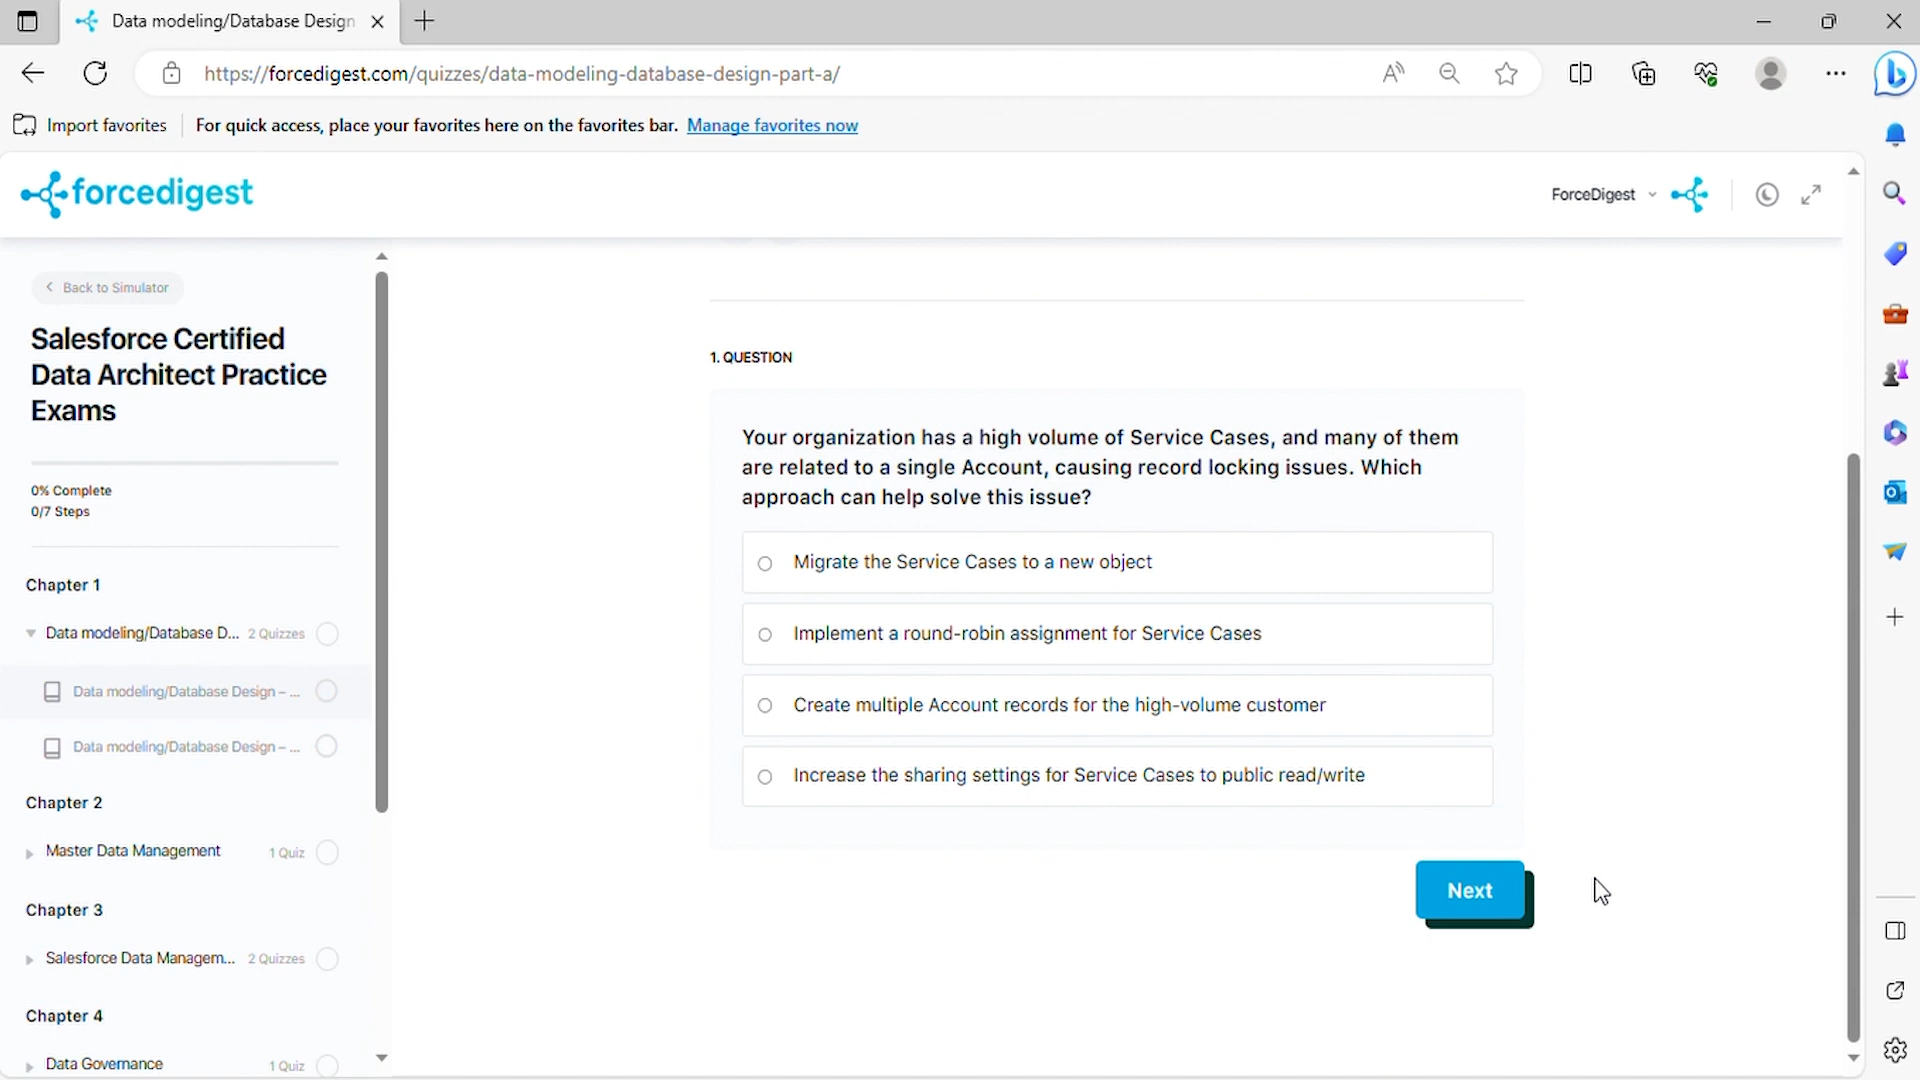 Data modeling/Database Design
https://forcedigest.com/quizzes/data-modeling-database-design-part-a/
Import favorites
For quick access, place your favorites here on the favorites bar. Manage favorites now
forcedigest
ForceDigest
Back to Simulator
Salesforce Certified
Data Architect Practice
Exams
0% Complete
0/7 Steps
Chapter 1
Data modeling/Database D... 2 Quizzes
Data modeling/Database Design – ...
Data modeling/Database Design – ...
Chapter 2
Master Data Management 1 Quiz
Chapter 3
Salesforce Data Managem... 2 Quizzes
Chapter 4
Data Governance 1 Quiz
1. QUESTION
Your organization has a high volume of Service Cases, and many of them
are related to a single Account, causing record locking issues. Which
approach can help solve this issue?
Migrate the Service Cases to a new object
Implement a round-robin assignment for Service Cases
Create multiple Account records for the high-volume customer
Increase the sharing settings for Service Cases to public read/write
Next